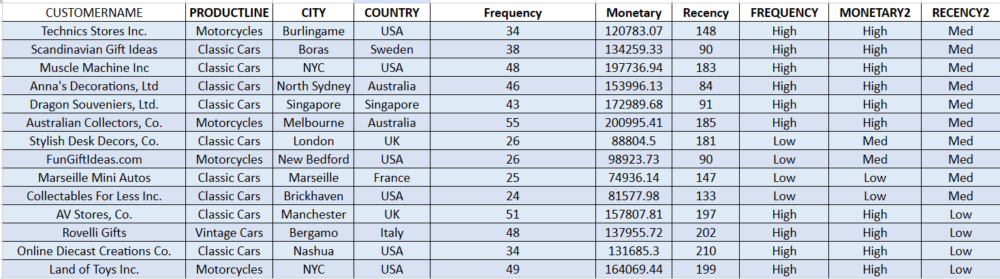 CUSTOMERNAME PRODUCTLINE CITY COUNTRY Frequency Monetary Recency FREQUENCY MONETARY2 RECENCY2
Technics Stores Inc. Motorcycles Burlingame USA 34 120783.07 148 High High Med
Scandinavian Gift Ideas Classic Cars Boras Sweden 38 134259.33 90 High High Med
Muscle Machine Inc Classic Cars NYC USA 48 197736.94 183 High High Med
Anna's Decorations, Ltd Classic Cars North Sydney Australia 46 153996.13 84 High High Med
Dragon Souveniers, Ltd. Classic Cars Singapore Singapore 43 172989.68 91 High High Med
Australian Collectors, Co. Motorcycles Melbourne Australia 55 200995.41 185 High High Med
Stylish Desk Decors, Co. Classic Cars London UK 26 88804.5 181 Low Med Med
FunGiftIdeas.com Motorcycles New Bedford USA 26 98923.73 90 Low Med Med
Marseille Mini Autos Classic Cars Marseille France 25 74936.14 147 Low Low Med
Collectables For Less Inc. Classic Cars Brickhaven USA 24 81577.98 133 Low Low Med
AV Stores, Co. Classic Cars Manchester UK 51 157807.81 197 High High Low
Rovelli Gifts Vintage Cars Bergamo Italy 48 137955.72 202 High High Low
Online Diecast Creations Co. Classic Cars Nashua USA 34 131685.3 210 High High Low
Land of Toys Inc. Motorcycles NYC USA 49 164069.44 199 High High Low